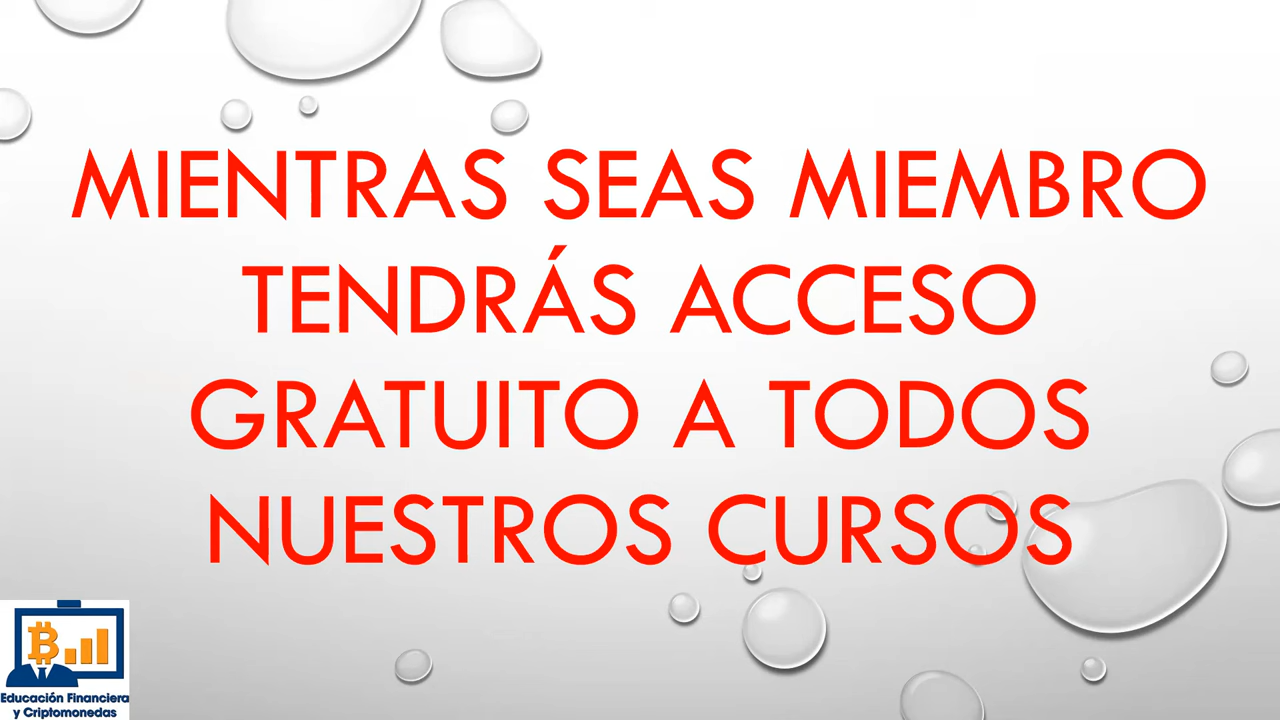 MIENTRAS SEAS MIEMBRO
TENDRÁS ACCESO
GRATUITO A TODOS
NUESTROS CURSOS
Educación Financiera
y Criptomonedas